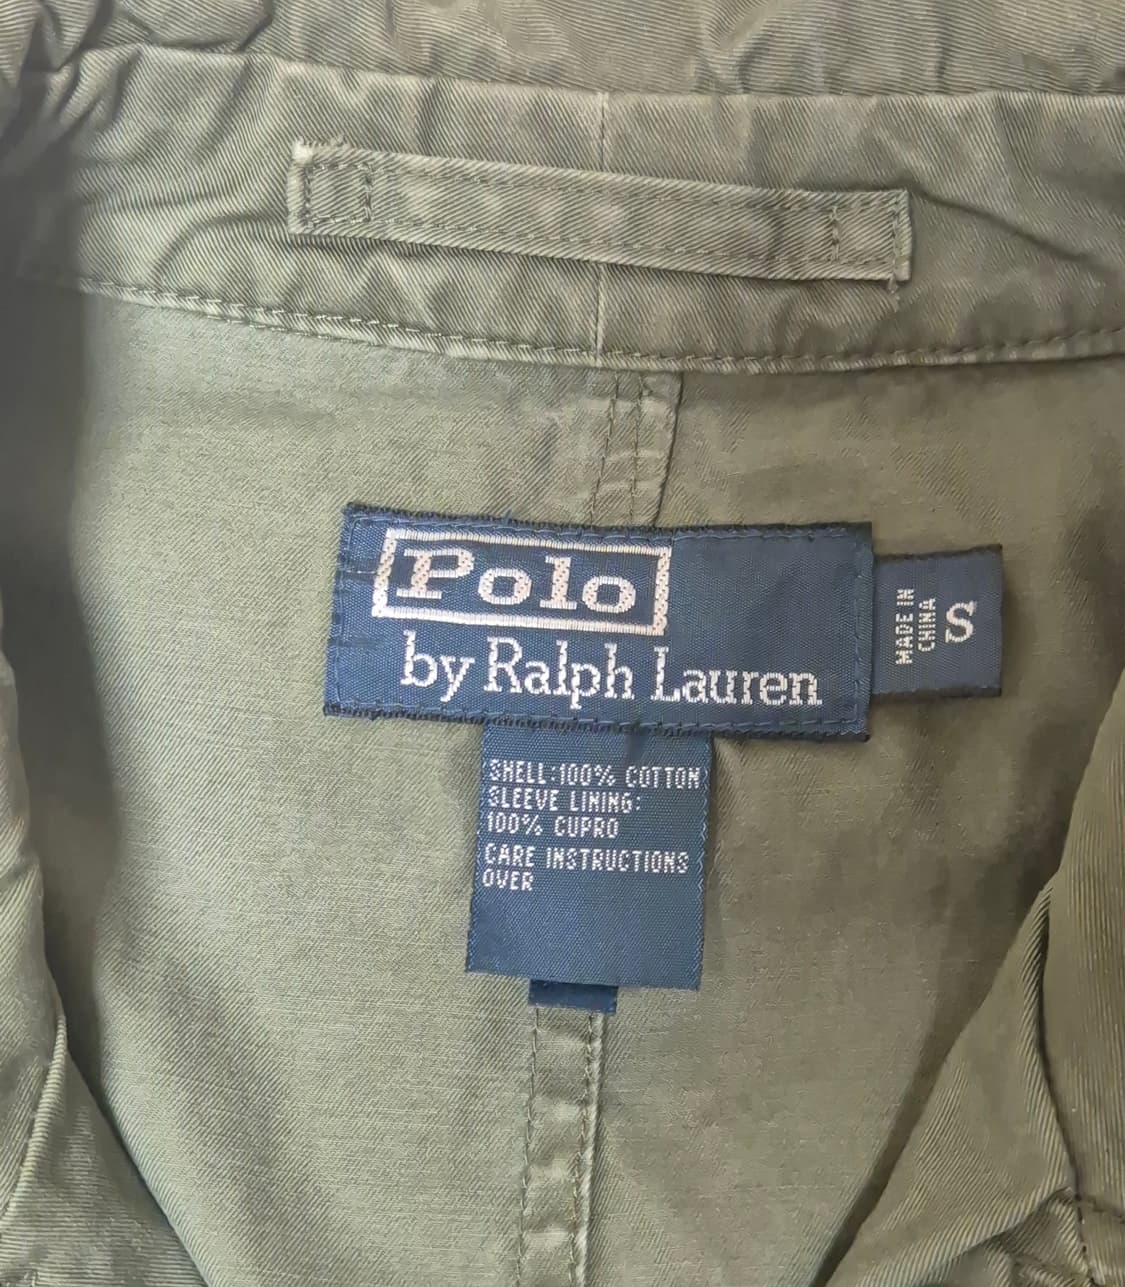 Polo
by Ralph Lauren
MADE IN
CHINA
S
SHELL:100% COTTON
SLEEVE LINING:
100% CUPRO
CARE INSTRUCTIONS
OVER